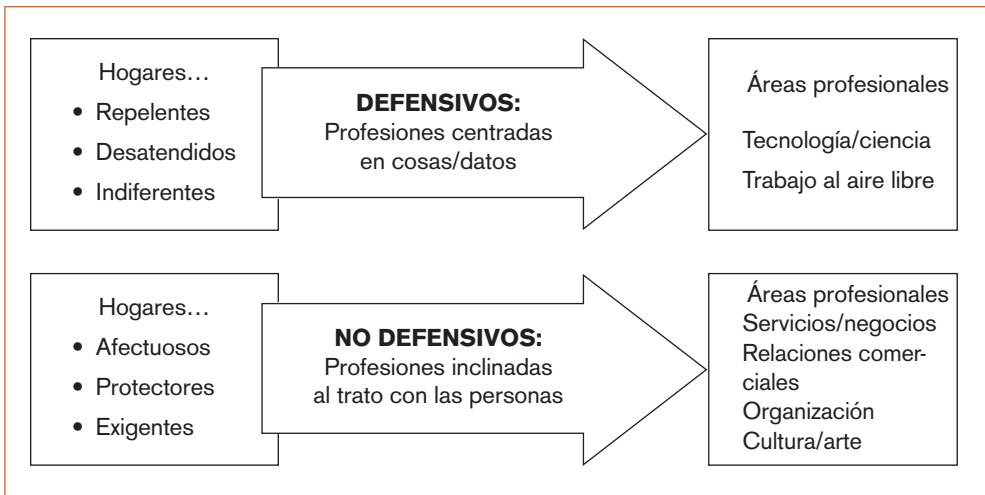 Hogares…
• Repelentes
• Desatendidos
• Indiferentes
DEFENSIVOS:
Profesiones centradas
en cosas/datos
Áreas profesionales
Tecnología/ciencia
Trabajo al aire libre
Hogares…
• Afectuosos
• Protectores
• Exigentes
NO DEFENSIVOS:
Profesiones inclinadas
al trato con las personas
Áreas profesionales
Servicios/negocios
Relaciones comer-
ciales
Organización
Cultura/arte